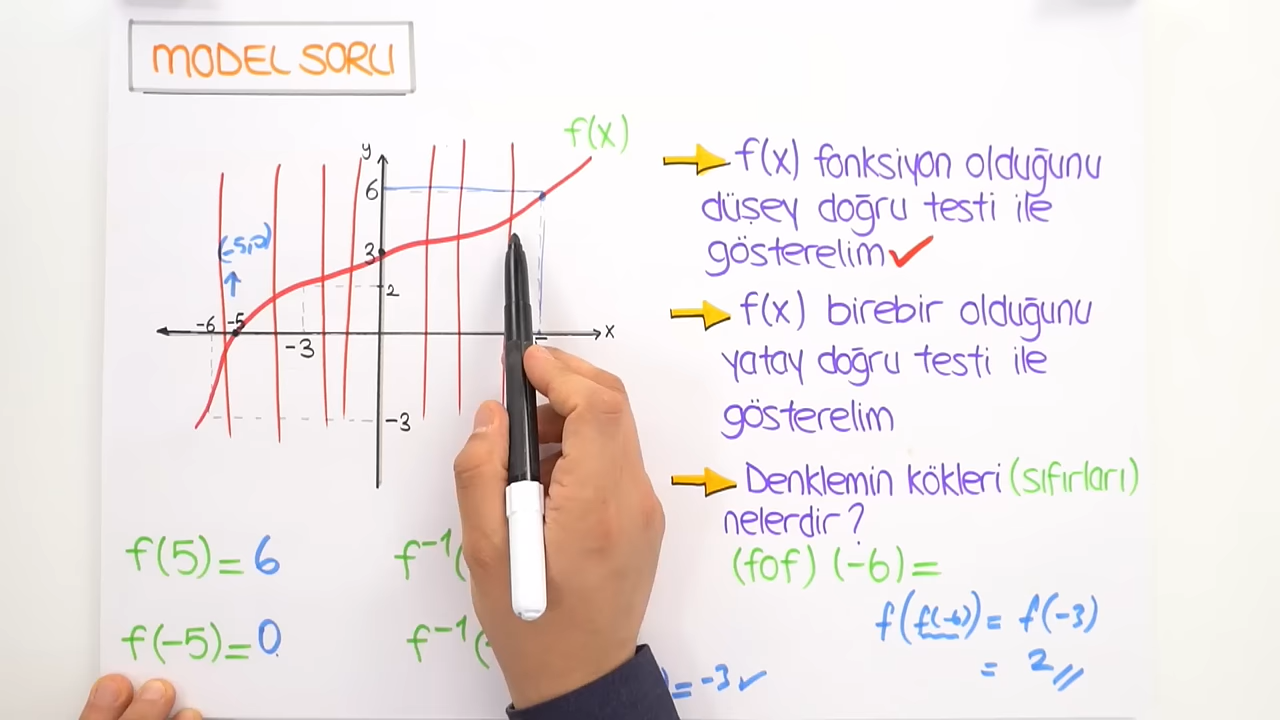 MODEL SORU
f(x)
y
6
(-5,0)
3
2
-6
-5
-3
x
-3
f(x) fonksiyon olduğunu
düşey doğru testi ile
gösterelim
f(x) birebir olduğunu
yatay doğru testi ile
gösterelim
Denklemin kökleri (sıfırları)
nelerdir?
(fof)(-6)=
f(f(-6)) = f(-3)
= 2
f(5) = 6
f(-5) = 0
f⁻¹(
f⁻¹(
) = -3